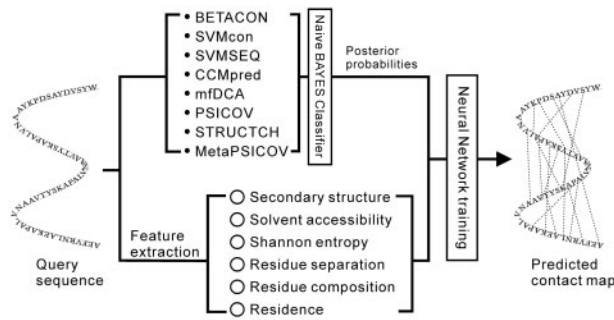 • BETACON
• SVMcon
• SVMSEQ
• CCMpred
• mfDCA
• PSICOV
• STRUCTCH
• MetaPSICOV
Naive BAYES Classifier
Posterior
probabilities
Neural Network training
Feature
extraction
Secondary structure
Solvent accessibility
Shannon entropy
Residue separation
Residue composition
Residence
Query
sequence
Predicted
contact map